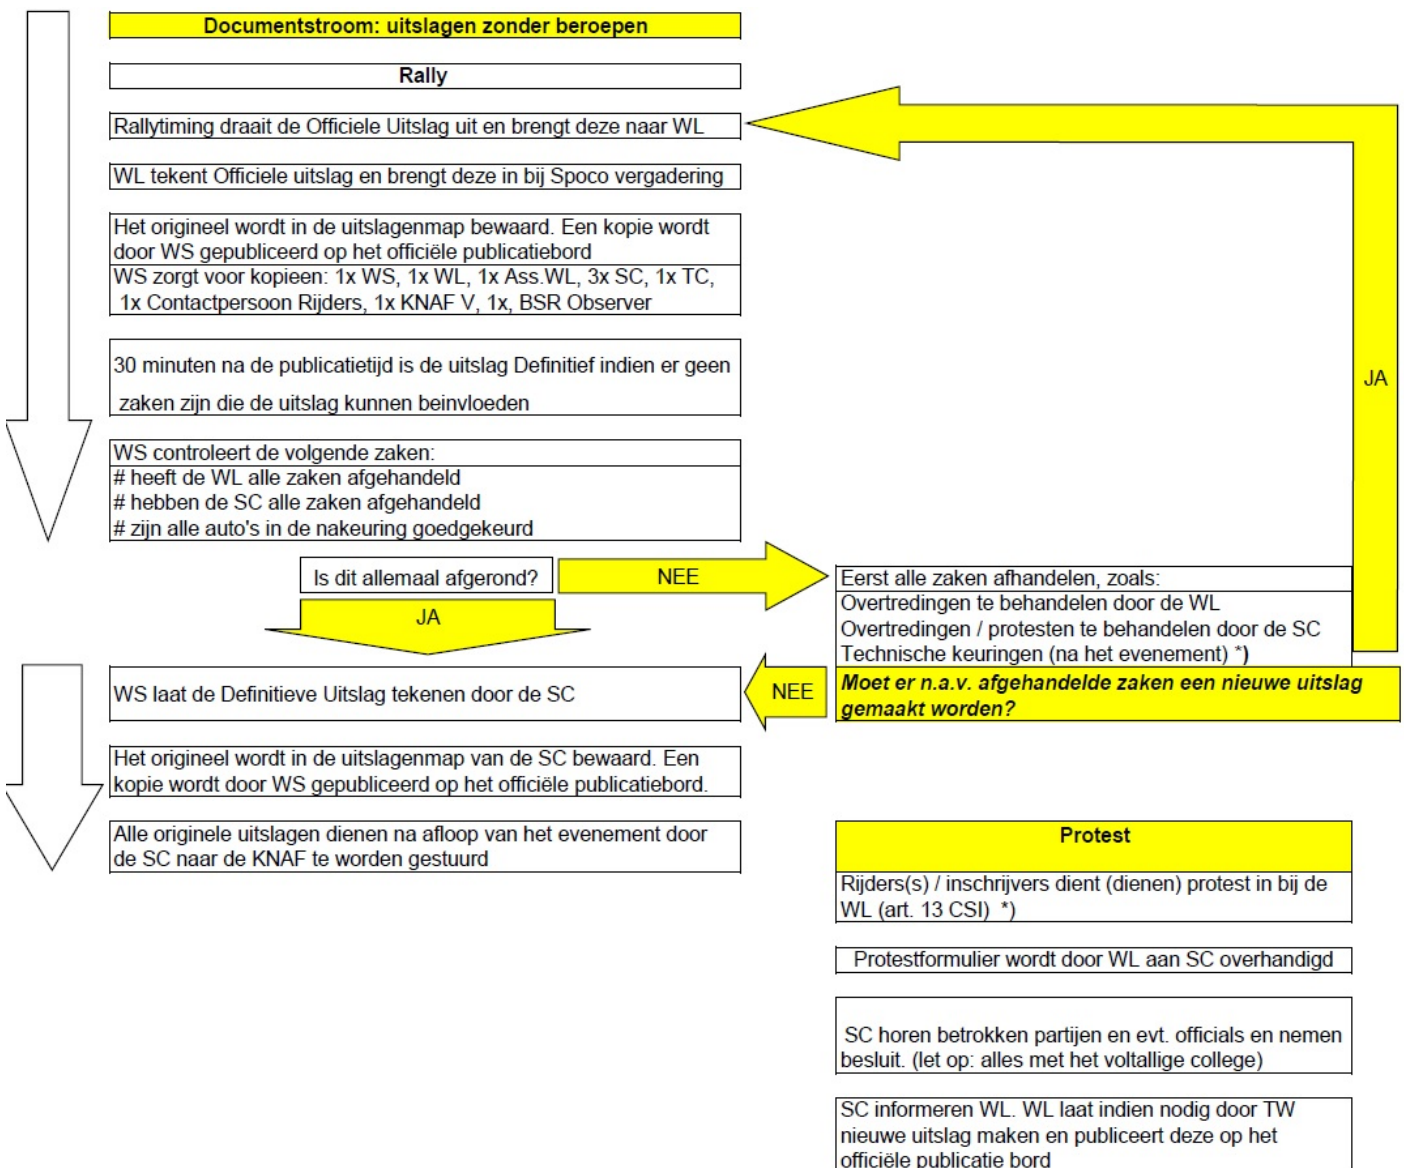 Documentstroom: uitslagen zonder beroepen
Rally
Rallytiming draait de Officiele Uitslag uit en brengt deze naar WL
WL tekent Officiele uitslag en brengt deze in bij Spoco vergadering
Het origineel wordt in de uitslagenmap bewaard. Een kopie wordt
door WS gepubliceerd op het officiële publicatiebord
WS zorgt voor kopieen: 1x WS, 1x WL, 1x Ass.WL, 3x SC, 1x TC,
1x Contactpersoon Rijders, 1x KNAF V, 1x, BSR Observer
30 minuten na de publicatietijd is de uitslag Definitief indien er geen
zaken zijn die de uitslag kunnen beinvloeden
WS controleert de volgende zaken:
# heeft de WL alle zaken afgehandeld
# hebben de SC alle zaken afgehandeld
# zijn alle auto's in de nakeuring goedgekeurd
Is dit allemaal afgerond?
NEE
JA
Eerst alle zaken afhandelen, zoals:
Overtredingen te behandelen door de WL
Overtredingen / protesten te behandelen door de SC
Technische keuringen (na het evenement) *)
Moet er n.a.v. afgehandelde zaken een nieuwe uitslag
gemaakt worden?
JA
NEE
WS laat de Definitieve Uitslag tekenen door de SC
Het origineel wordt in de uitslagenmap van de SC bewaard. Een
kopie wordt door WS gepubliceerd op het officiële publicatiebord.
Alle originele uitslagen dienen na afloop van het evenement door
de SC naar de KNAF te worden gestuurd
Protest
Rijders(s) / inschrijvers dient (dienen) protest in bij de
WL (art. 13 CSI) *)
Protestformulier wordt door WL aan SC overhandigd
SC horen betrokken partijen en evt. officials en nemen
besluit. (let op: alles met het voltallige college)
SC informeren WL. WL laat indien nodig door TW
nieuwe uitslag maken en publiceert deze op het
officiële publicatie bord